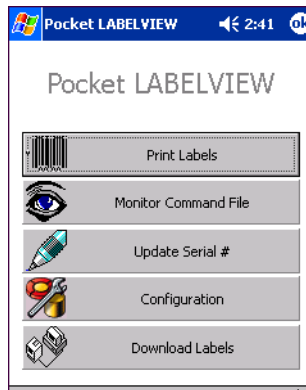 Pocket LABELVIEW 2:41 ok
Pocket LABELVIEW
Print Labels
Monitor Command File
Update Serial #
Configuration
Download Labels